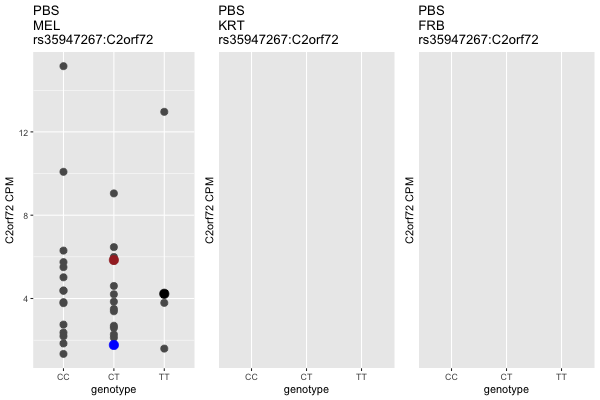 PBS
MEL
rs35947267:C2orf72
C2orf72 CPM
12
8
4
CC CT TT
genotype
PBS
KRT
rs35947267:C2orf72
C2orf72 CPM
CC CT TT
genotype
PBS
FRB
rs35947267:C2orf72
C2orf72 CPM
CC CT TT
genotype